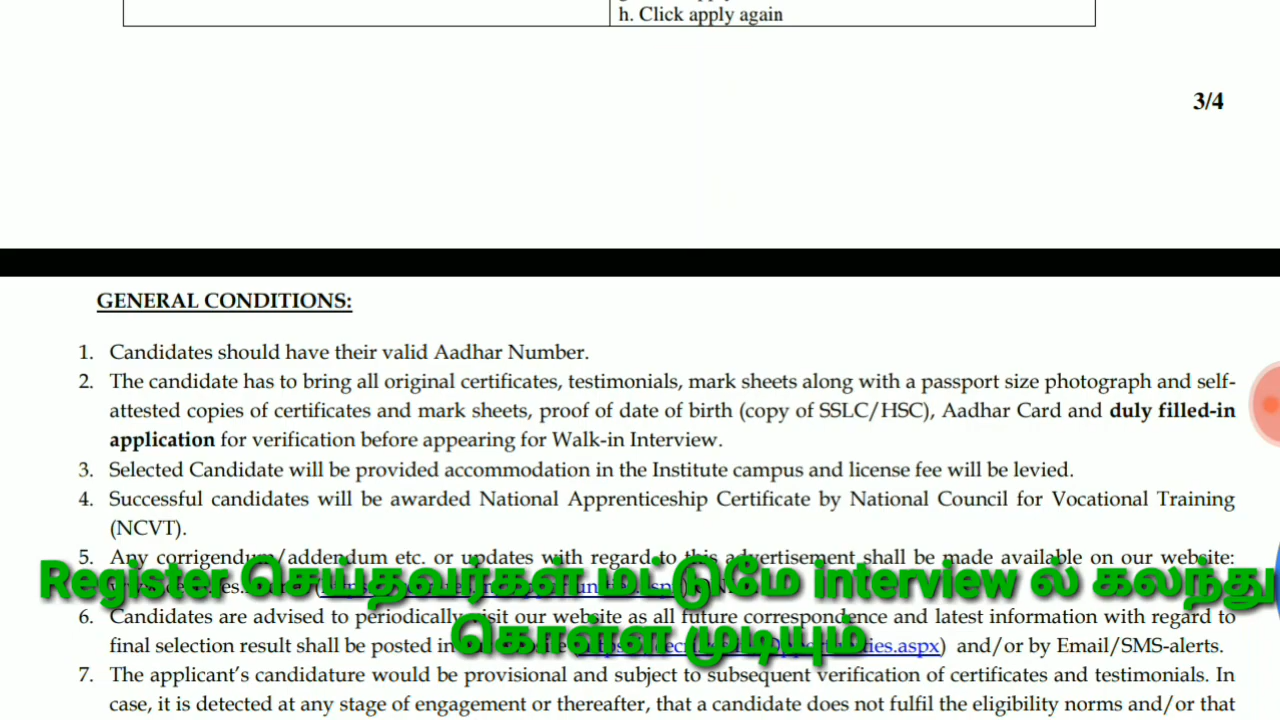 h. Click apply again
3/4
GENERAL CONDITIONS:
1. Candidates should have their valid Aadhar Number.
2. The candidate has to bring all original certificates, testimonials, mark sheets along with a passport size photograph and self-
attested copies of certificates and mark sheets, proof of date of birth (copy of SSLC/HSC), Aadhar Card and duly filled-in
application for verification before appearing for Walk-in Interview.
3. Selected Candidate will be provided accommodation in the Institute campus and license fee will be levied.
4. Successful candidates will be awarded National Apprenticeship Certificate by National Council for Vocational Training
(NCVT).
5. Any corrigendum/addendum etc. or updates with regard to this advertisement shall be made available on our website:
Register செய்தவர்கள் மட்டுமே interview ல் கலந்து
6. Candidates are advised to periodically visit our website as all future correspondence and latest information with regard to
கொள்ள முடியும்
final selection result shall be posted in ies.aspx) and/or by Email/SMS-alerts.
7. The applicant's candidature would be provisional and subject to subsequent verification of certificates and testimonials. In
case, it is detected at any stage of engagement or thereafter, that a candidate does not fulfil the eligibility norms and/or that